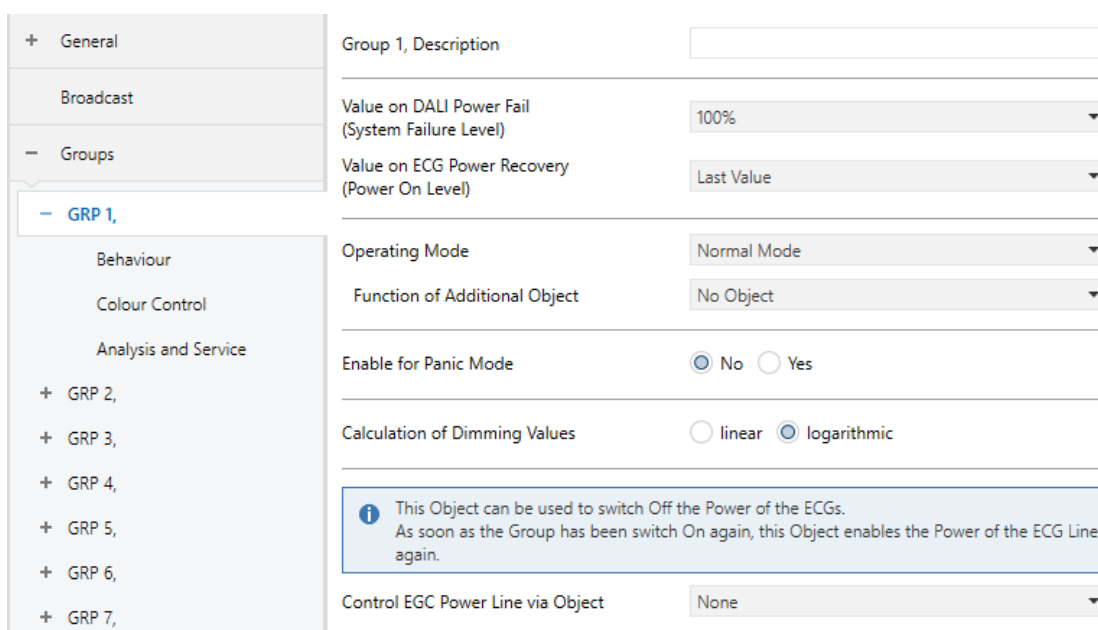 General
Broadcast
Groups
GRP 1,
Behaviour
Colour Control
Analysis and Service
GRP 2,
GRP 3,
GRP 4,
GRP 5,
GRP 6,
GRP 7,
Group 1, Description
Value on DALI Power Fail
(System Failure Level)
100%
Value on ECG Power Recovery
(Power On Level)
Last Value
Operating Mode
Normal Mode
Function of Additional Object
No Object
Enable for Panic Mode
No Yes
Calculation of Dimming Values
linear logarithmic
This Object can be used to switch Off the Power of the ECGs.
As soon as the Group has been switch On again, this Object enables the Power of the ECG Line
again.
Control EGC Power Line via Object
None